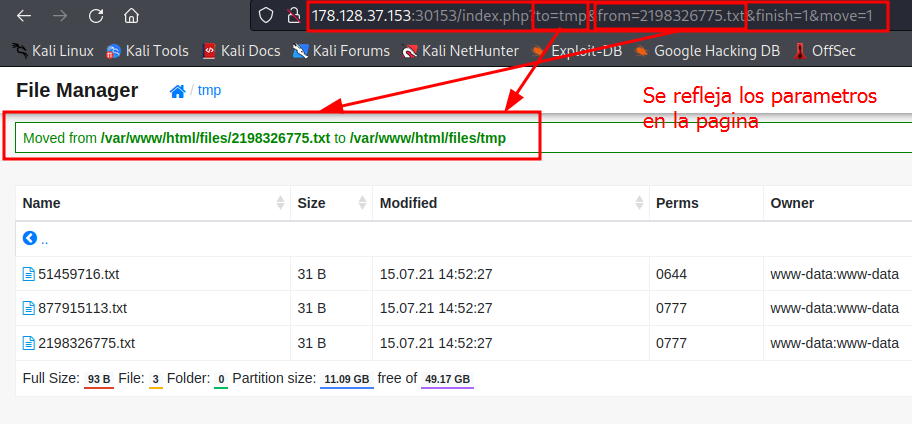 178.128.37.153:30153/index.php?to=tmp&from=2198326775.txt&finish=1&move=1
Kali Linux Kali Tools Kali Docs Kali Forums Kali NetHunter Exploit-DB Google Hacking DB OffSec
File Manager / tmp
Se refleja los parametros
en la pagina
Moved from /var/www/html/files/2198326775.txt to /var/www/html/files/tmp
Name Size Modified Perms Owner
..
51459716.txt 31 B 15.07.21 14:52:27 0644 www-data:www-data
877915113.txt 31 B 15.07.21 14:52:27 0777 www-data:www-data
2198326775.txt 31 B 15.07.21 14:52:27 0777 www-data:www-data
Full Size: 93 B File: 3 Folder: 0 Partition size: 11.09 GB free of 49.17 GB